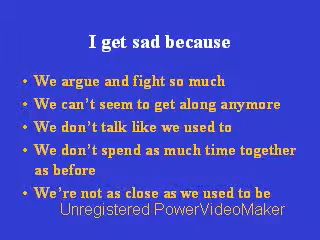 I get sad because
• We argue and fight so much
• We can't seem to get along anymore
• We don't talk like we used to
• We don't spend as much time together
as before
• We're not as close as we used to be
Unregistered PowerVideoMaker